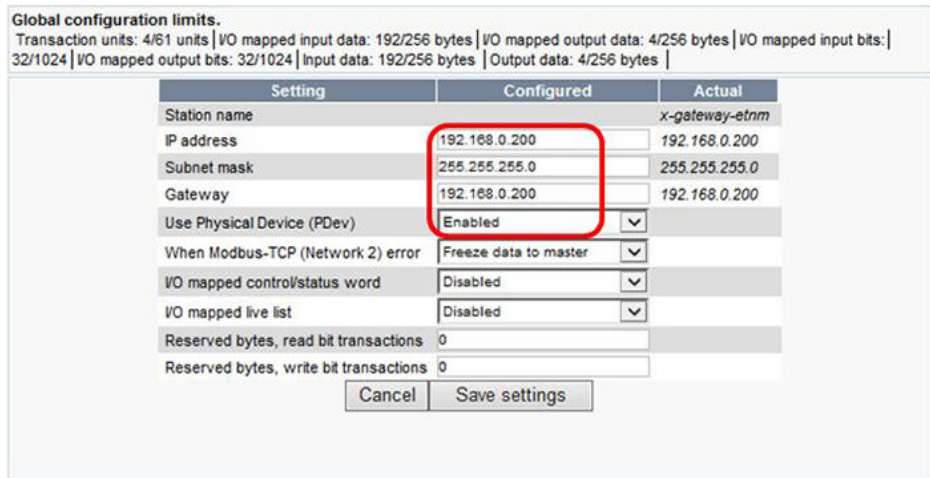 Global configuration limits.
Transaction units: 4/61 units | I/O mapped input data: 192/256 bytes | I/O mapped output data: 4/256 bytes | I/O mapped input bits:
32/1024 | I/O mapped output bits: 32/1024 | Input data: 192/256 bytes | Output data: 4/256 bytes |
Setting Configured Actual
Station name x-gateway-etnm
IP address 192.168.0.200 192.168.0.200
Subnet mask 255.255.255.0 255.255.255.0
Gateway 192.168.0.200 192.168.0.200
Use Physical Device (PDev) Enabled
When Modbus-TCP (Network 2) error Freeze data to master
I/O mapped control/status word Disabled
I/O mapped live list Disabled
Reserved bytes, read bit transactions 0
Reserved bytes, write bit transactions 0
Cancel Save settings